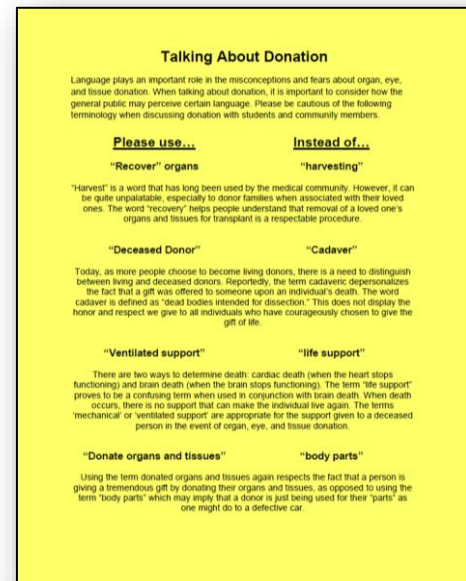 Talking About Donation
Language plays an important role in the misconceptions and fears about organ, eye,
and tissue donation. When talking about donation, it is important to consider how the
general public may perceive certain language. Please be cautious of the following
terminology when discussing donation with students and community members.
Please use... Instead of...
"Recover" organs "harvesting"
"Harvest" is a word that has long been used by the medical community. However, it can
be quite unpalatable, especially to donor families when associated with their loved
ones. The word "recovery" helps people understand that removal of a loved one's
organs and tissues for transplant is a respectable procedure.
"Deceased Donor" "Cadaver"
Today, as more people choose to become living donors, there is a need to distinguish
between living and deceased donors. Reportedly, the term cadaveric depersonalizes
the fact that a gift was offered to someone upon an individual's death. The word
cadaver is defined as "dead bodies intended for dissection." This does not display the
honor and respect we give to all individuals who have courageously chosen to give the
gift of life.
"Ventilated support" "life support"
There are two ways to determine death: cardiac death (when the heart stops
functioning) and brain death (when the brain stops functioning). The term "life support"
proves to be a confusing term when used in conjunction with brain death. When death
occurs, there is no support that can make the individual live again. The terms
'mechanical' or 'ventilated support' are appropriate for the support given to a deceased
person in the event of organ, eye, and tissue donation.
"Donate organs and tissues" "body parts"
Using the term donated organs and tissues again respects the fact that a person is
giving a tremendous gift by donating their organs and tissues, as opposed to using the
term "body parts" which may imply that a donor is just being used for their "parts" as
one might do to a defective car.